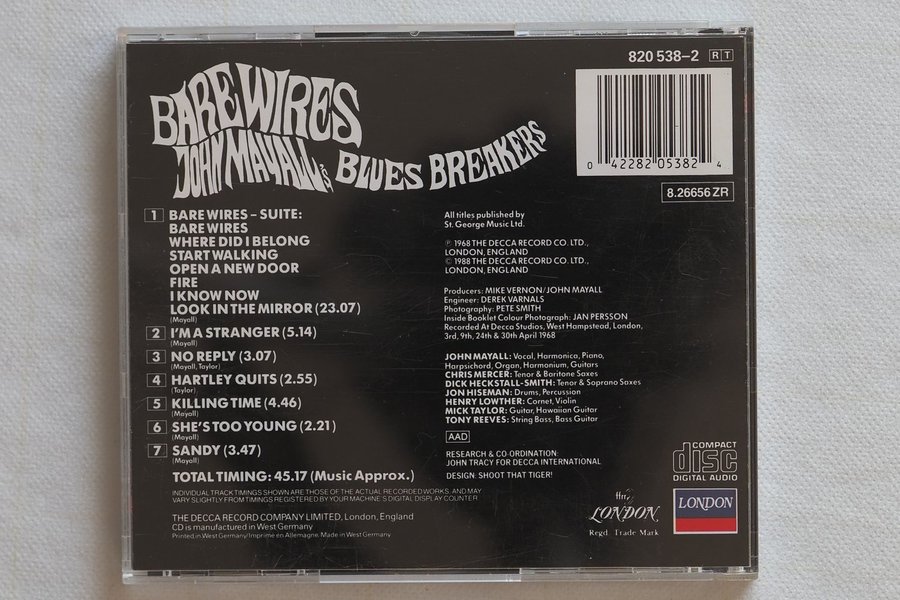 BARE WIRES
JOHN MAYALL'S BLUES BREAKERS
820 538–2 RT
0 42282 05382 4
8.26656 ZR
1 BARE WIRES – SUITE:
BARE WIRES
WHERE DID I BELONG
START WALKING
OPEN A NEW DOOR
FIRE
I KNOW NOW
LOOK IN THE MIRROR (23.07)
(Mayall)
2 I'M A STRANGER (5.14)
(Mayall)
3 NO REPLY (3.07)
(Mayall, Taylor)
4 HARTLEY QUITS (2.55)
(Taylor)
5 KILLING TIME (4.46)
(Mayall)
6 SHE'S TOO YOUNG (2.21)
(Mayall)
7 SANDY (3.47)
(Mayall)
TOTAL TIMING: 45.17 (Music Approx.)
INDIVIDUAL TRACK TIMINGS SHOWN ARE THOSE OF THE ACTUAL RECORDED WORKS, AND MAY
VARY SLIGHTLY FROM TIMINGS REGISTERED BY YOUR MACHINE'S DIGITAL DISPLAY COUNTER
THE DECCA RECORD COMPANY LIMITED, London, England
CD is manufactured in West Germany
Printed in West Germany/Imprimé en Allemagne. Made in West Germany
All titles published by
St. George Music Ltd.
℗ 1968 THE DECCA RECORD CO. LTD.,
LONDON, ENGLAND
© 1988 THE DECCA RECORD CO. LTD.,
LONDON, ENGLAND
Producers: MIKE VERNON/JOHN MAYALL
Engineer: DEREK VARNALS
Photography: PETE SMITH
Inside Booklet Colour Photograph: JAN PERSSON
Recorded At Decca Studios, West Hampstead, London,
3rd, 9th, 24th & 30th April 1968
JOHN MAYALL: Vocal, Harmonica, Piano,
Harpsichord, Organ, Harmonium, Guitars
CHRIS MERCER: Tenor & Baritone Saxes
DICK HECKSTALL-SMITH: Tenor & Soprano Saxes
JON HISEMAN: Drums, Percussion
HENRY LOWTHER: Cornet, Violin
MICK TAYLOR: Guitar, Hawaiian Guitar
TONY REEVES: String Bass, Bass Guitar
AAD
RESEARCH & CO-ORDINATION:
JOHN TRACY FOR DECCA INTERNATIONAL
DESIGN: SHOOT THAT TIGER!
COMPACT
disc
DIGITAL AUDIO
ffrr
LONDON
Regd. Trade Mark
LONDON